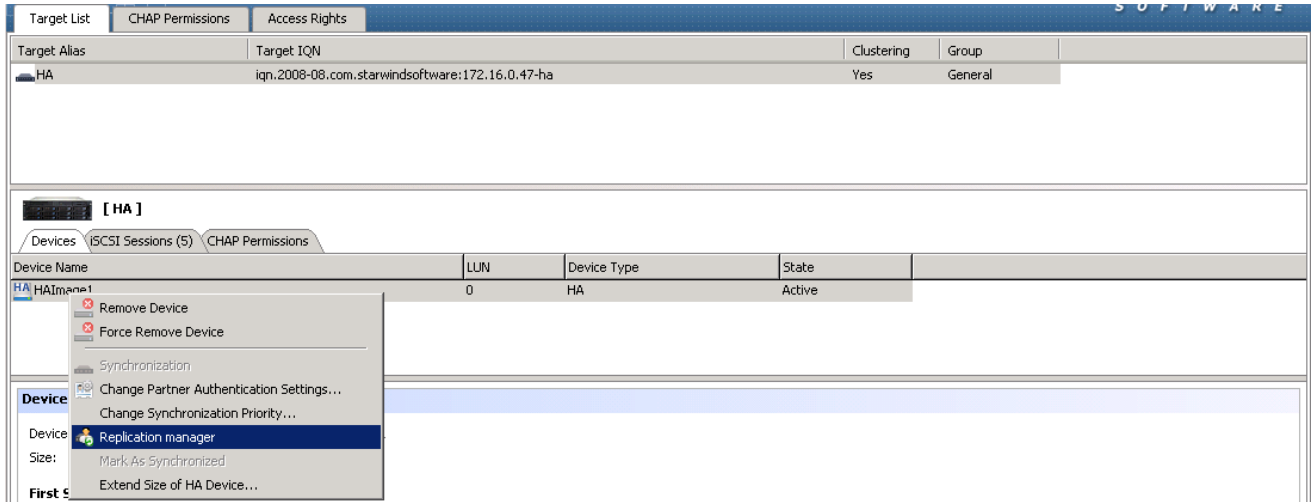 S O F T W A R E
Target List CHAP Permissions Access Rights
Target Alias Target IQN Clustering Group
HA iqn.2008-08.com.starwindsoftware:172.16.0.47-ha Yes General
[ HA ]
Devices iSCSI Sessions (5) CHAP Permissions
Device Name LUN Device Type State
HA HAImage1 0 HA Active
Remove Device
Force Remove Device
Synchronization
Change Partner Authentication Settings...
Device
Change Synchronization Priority...
Device Replication manager
Size: Mark As Synchronized
Extend Size of HA Device...
First S